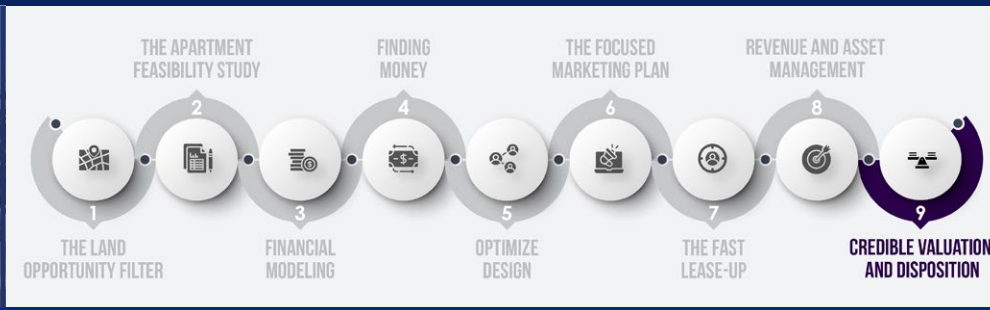 THE APARTMENT
FEASIBILITY STUDY
FINDING
MONEY
THE FOCUSED
MARKETING PLAN
REVENUE AND ASSET
MANAGEMENT
2
4
6
8
1
3
5
7
9
THE LAND
OPPORTUNITY FILTER
FINANCIAL
MODELING
OPTIMIZE
DESIGN
THE FAST
LEASE-UP
CREDIBLE VALUATION
AND DISPOSITION